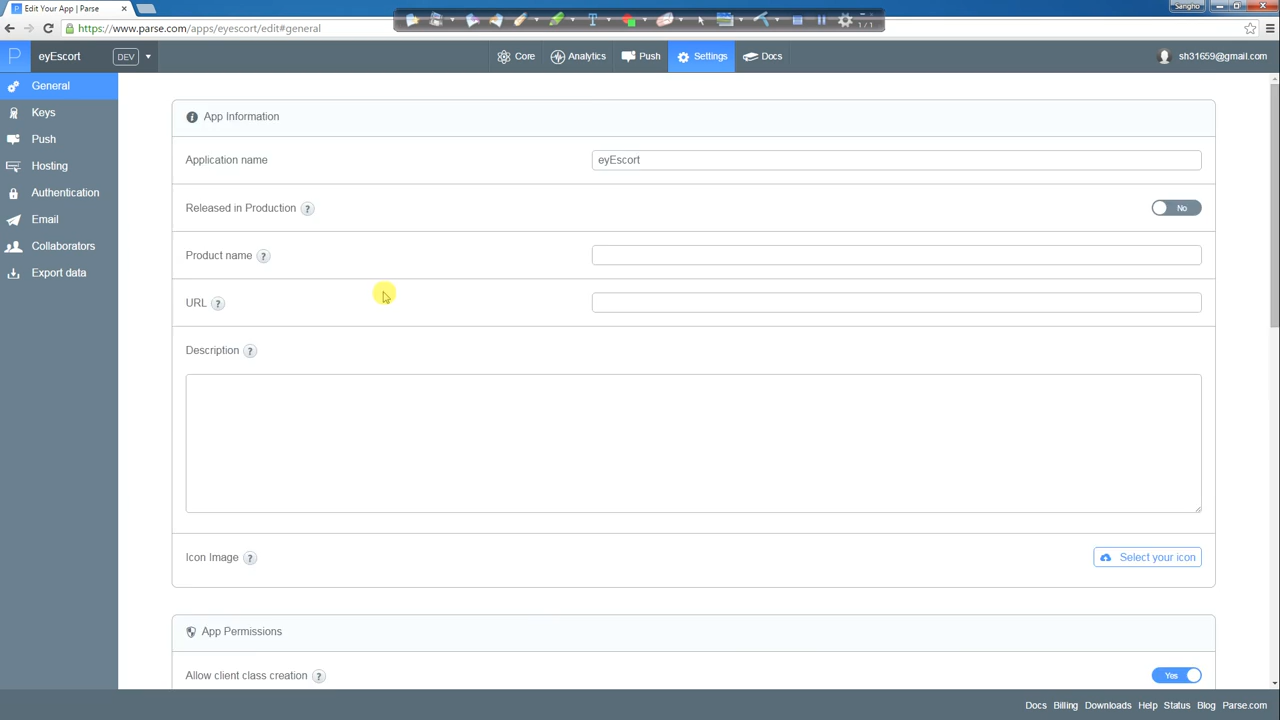 Edit Your App | Parse
Sangho
https://www.parse.com/apps/eyescort/edit#general
1 / 1
eyEscort DEV Core Analytics Push Settings Docs sh31659@gmail.com
General
Keys
Push
Hosting
Authentication
Email
Collaborators
Export data
App Information
Application name eyEscort
Released in Production ? No
Product name ?
URL ?
Description ?
Icon Image ? Select your icon
App Permissions
Allow client class creation ? Yes
Docs Billing Downloads Help Status Blog Parse.com